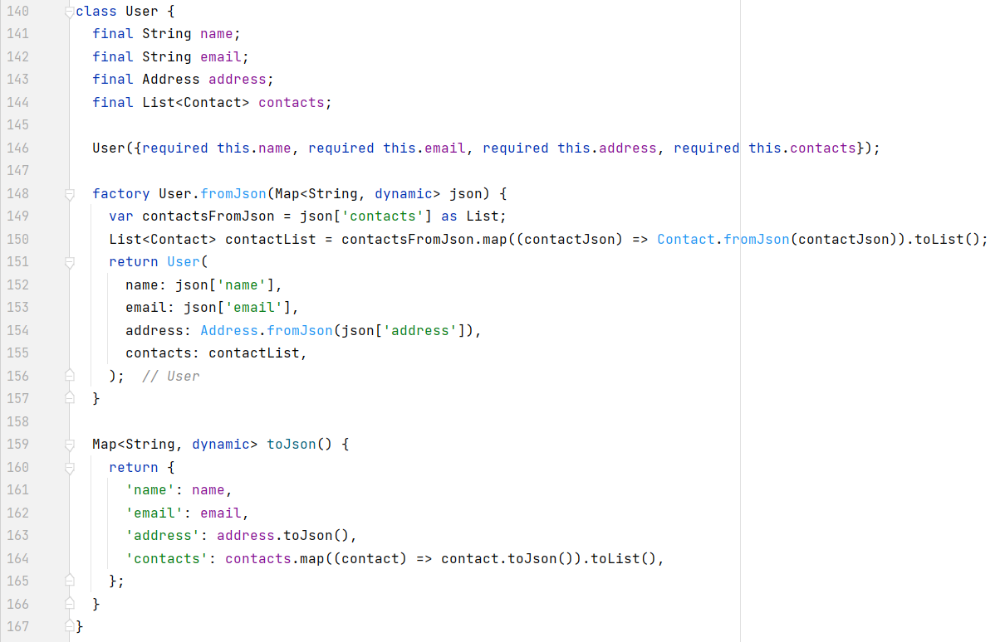 140 class User {
141   final String name;
142   final String email;
143   final Address address;
144   final List<Contact> contacts;
145
146   User({required this.name, required this.email, required this.address, required this.contacts});
147
148   factory User.fromJson(Map<String, dynamic> json) {
149     var contactsFromJson = json['contacts'] as List;
150     List<Contact> contactList = contactsFromJson.map((contactJson) => Contact.fromJson(contactJson)).toList();
151     return User(
152       name: json['name'],
153       email: json['email'],
154       address: Address.fromJson(json['address']),
155       contacts: contactList,
156     );  // User
157   }
158
159   Map<String, dynamic> toJson() {
160     return {
161       'name': name,
162       'email': email,
163       'address': address.toJson(),
164       'contacts': contacts.map((contact) => contact.toJson()).toList(),
165     };
166   }
167 }